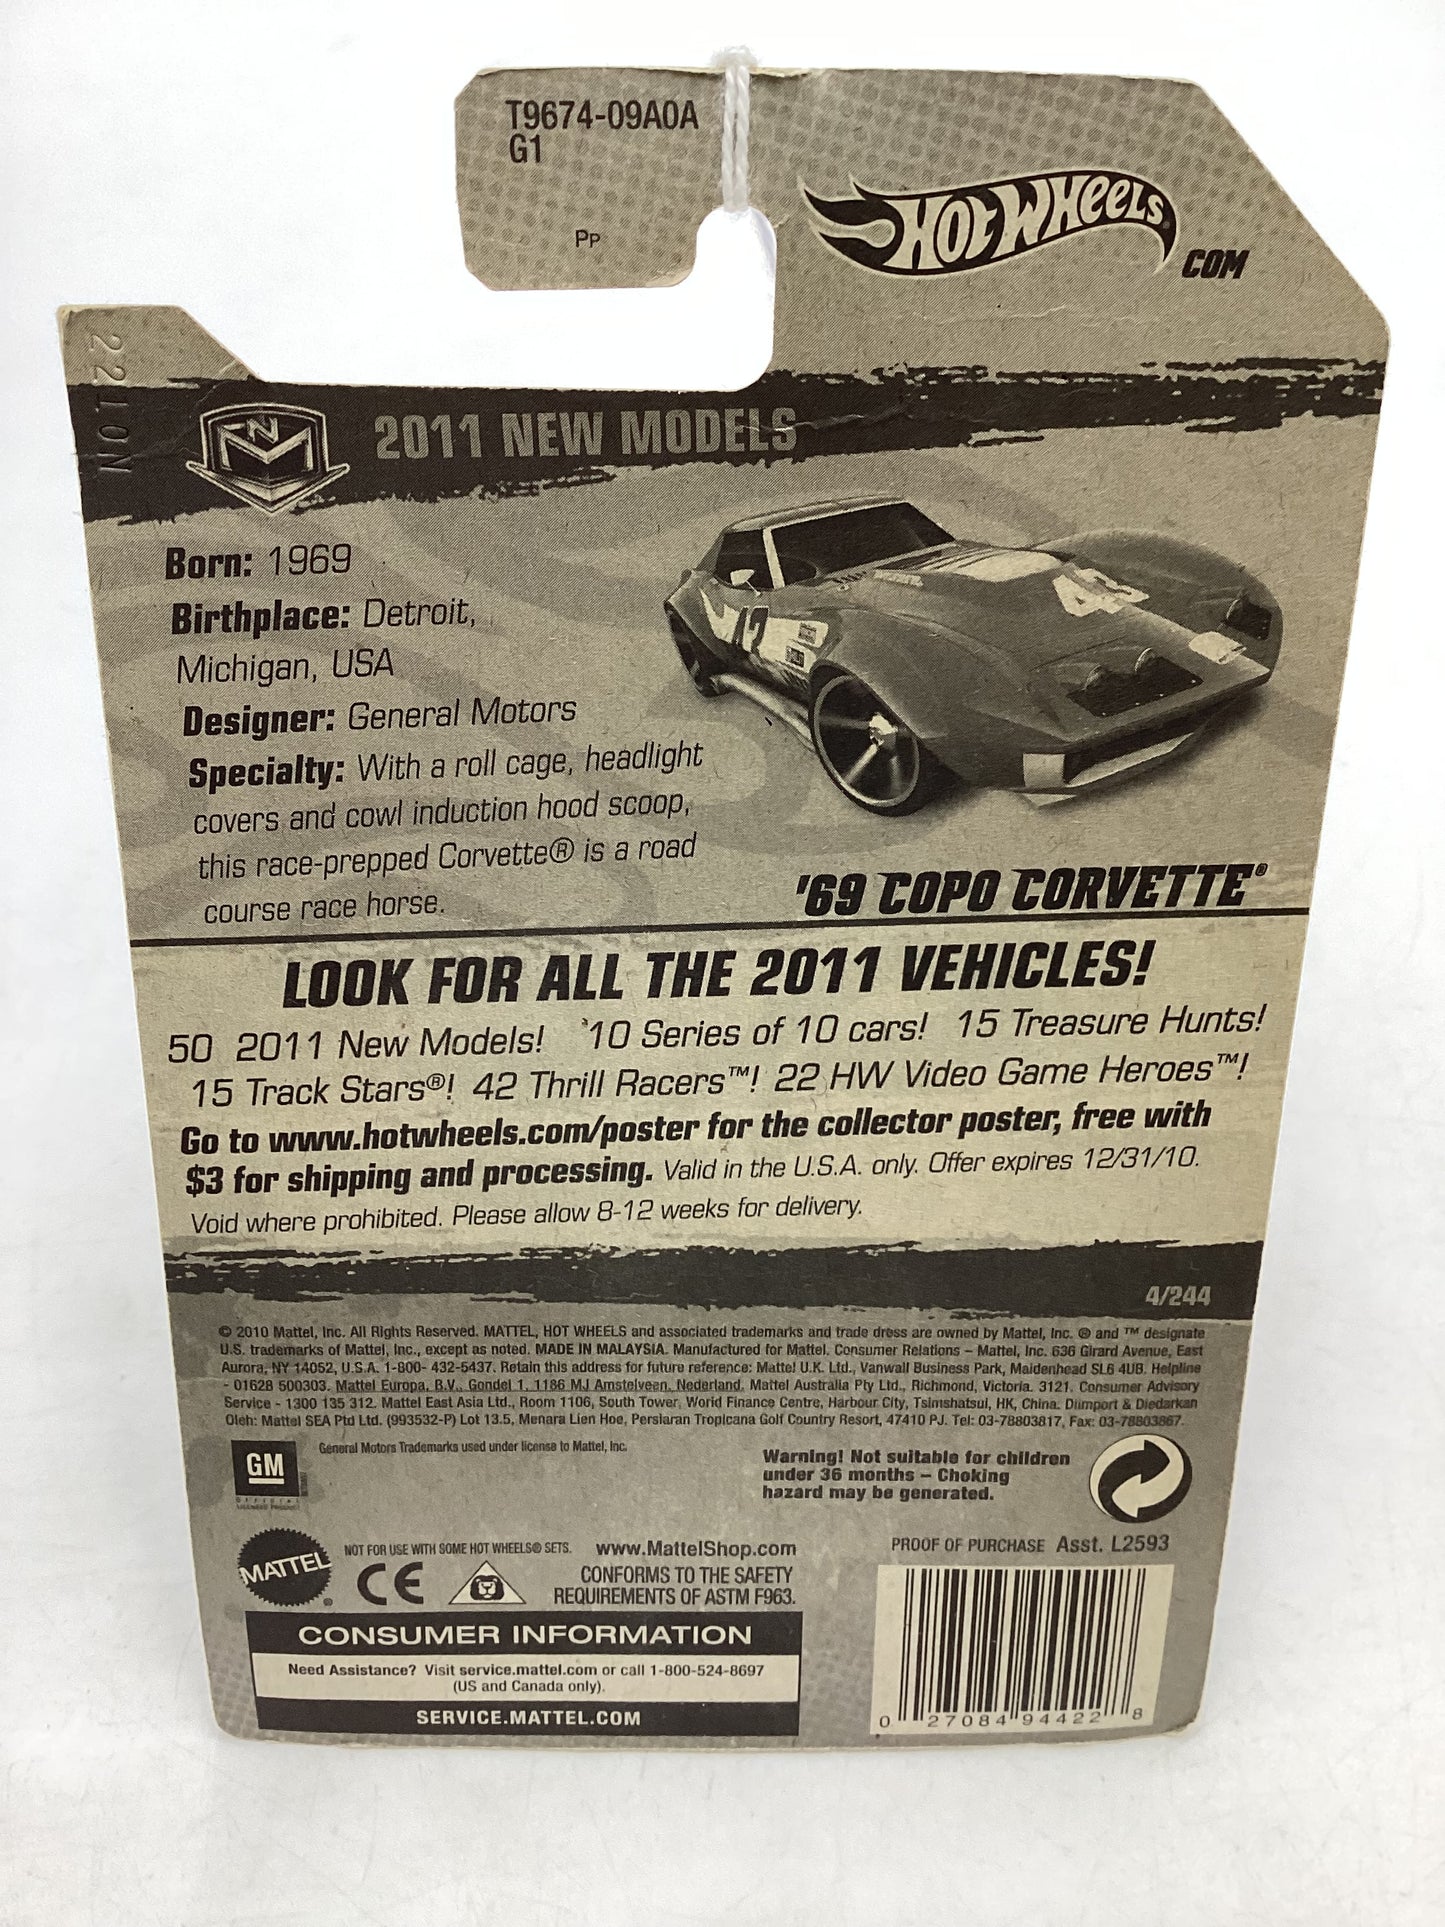 T9674-09A0A
G1
PP
HOT WHEELS
.COM
2210N
NM
2011 NEW MODELS
Born: 1969
Birthplace: Detroit,
Michigan, USA
Designer: General Motors
Specialty: With a roll cage, headlight
covers and cowl induction hood scoop,
this race-prepped Corvette® is a road
course race horse.
'69 COPO CORVETTE®
LOOK FOR ALL THE 2011 VEHICLES!
50 2011 New Models! 10 Series of 10 cars! 15 Treasure Hunts!
15 Track Stars®! 42 Thrill Racers™! 22 HW Video Game Heroes™!
Go to www.hotwheels.com/poster for the collector poster, free with
$3 for shipping and processing. Valid in the U.S.A. only. Offer expires 12/31/10.
Void where prohibited. Please allow 8-12 weeks for delivery.
4/244
© 2010 Mattel, Inc. All Rights Reserved. MATTEL, HOT WHEELS and associated trademarks and trade dress are owned by Mattel, Inc. ® and ™ designate
U.S. trademarks of Mattel, Inc., except as noted. MADE IN MALAYSIA. Manufactured for Mattel. Consumer Relations – Mattel, Inc. 636 Girard Avenue, East
Aurora, NY 14052, U.S.A. 1-800- 432-5437. Retain this address for future reference: Mattel U.K. Ltd., Vanwall Business Park, Maidenhead SL6 4UB. Helpline
- 01628 500303. Mattel Europa, B.V., Gondel 1, 1186 MJ Amstelveen, Nederland. Mattel Australia Pty Ltd., Richmond, Victoria. 3121. Consumer Advisory
Service - 1300 135 312. Mattel East Asia Ltd., Room 1106, South Tower, World Finance Centre, Harbour City, Tsimshatsui, HK, China. Diimport & Diedarkan
Oleh: Mattel SEA Ptd Ltd. (993532-P) Lot 13.5, Menara Lien Hoe, Persiaran Tropicana Golf Country Resort, 47410 PJ. Tel: 03-78803817, Fax: 03-78803867.
GM
OFFICIAL
LICENSED PRODUCT
General Motors Trademarks used under license to Mattel, Inc.
Warning! Not suitable for children
under 36 months – Choking
hazard may be generated.
MATTEL®
NOT FOR USE WITH SOME HOT WHEELS® SETS. www.MattelShop.com
CE
CONFORMS TO THE SAFETY
REQUIREMENTS OF ASTM F963.
PROOF OF PURCHASE Asst. L2593
CONSUMER INFORMATION
Need Assistance? Visit service.mattel.com or call 1-800-524-8697
(US and Canada only).
SERVICE.MATTEL.COM
0 27084 94422 8